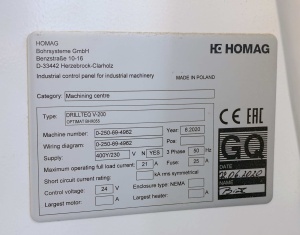 HOMAG
Bohrsysteme GmbH
Benzstraße 10-16
D-33442 Herzebrock-Clarholz
HOMAG
Industrial control panel for industrial machinery
MADE IN POLAND
Category: Machining centre
Type: DRILLTEQ V-200
Machine number: 0-250-69-4962 Year: 6.2020
Wiring diagram: 0-250-69-4962 3 Phase 50 Hz
Supply: 400Y/230 V N YES Fuse: 25 A
Maximum operating full load current: 21 A
Short circuit current rating: kA rms symmetrical
Control voltage: 24 V Enclosure type: NEMA
Largest motor: A Largest heater: A
CE EAC
GQ
DATE
NAME